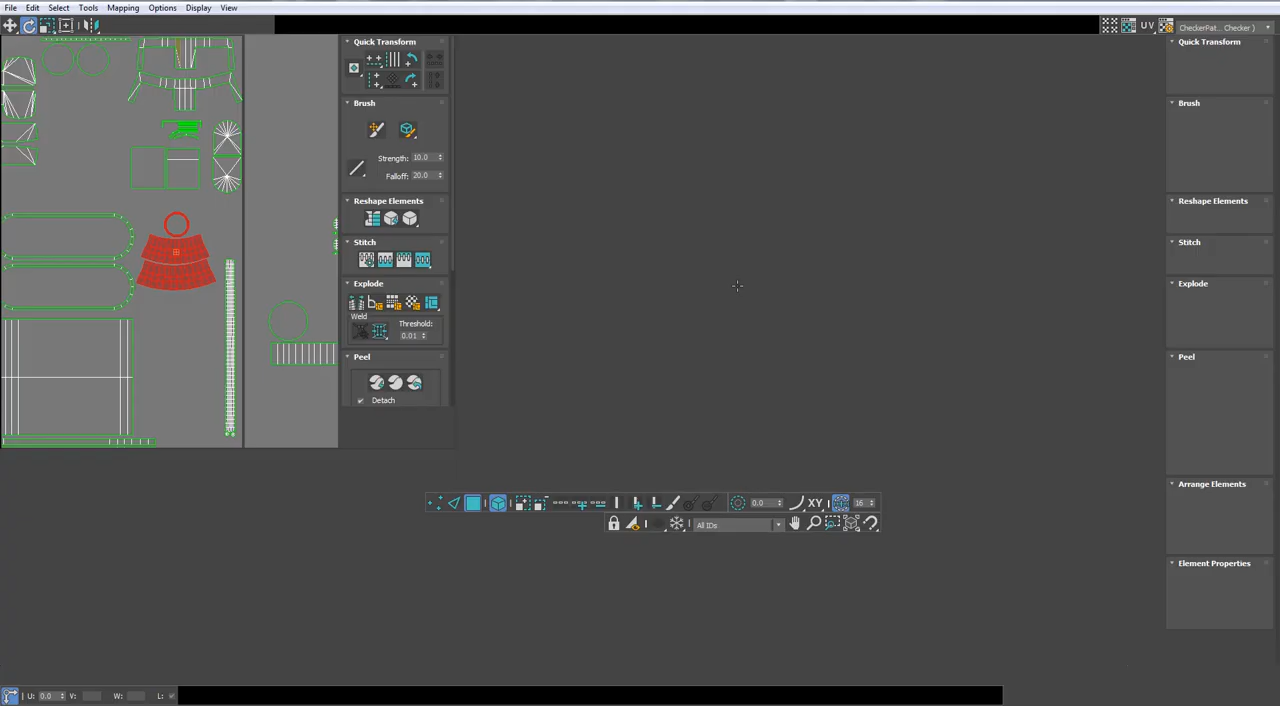 File Edit Select Tools Mapping Options Display View
UV CheckerPat... Checker )
Quick Transform
Brush
Strength: 10.0
Falloff: 20.0
Reshape Elements
Stitch
Explode
Weld
Threshold:
0.01
Peel
Detach
Quick Transform
Brush
Reshape Elements
Stitch
Explode
Peel
Arrange Elements
Element Properties
0.0 XY 16
All IDs
U: 0.0 V: W: L: